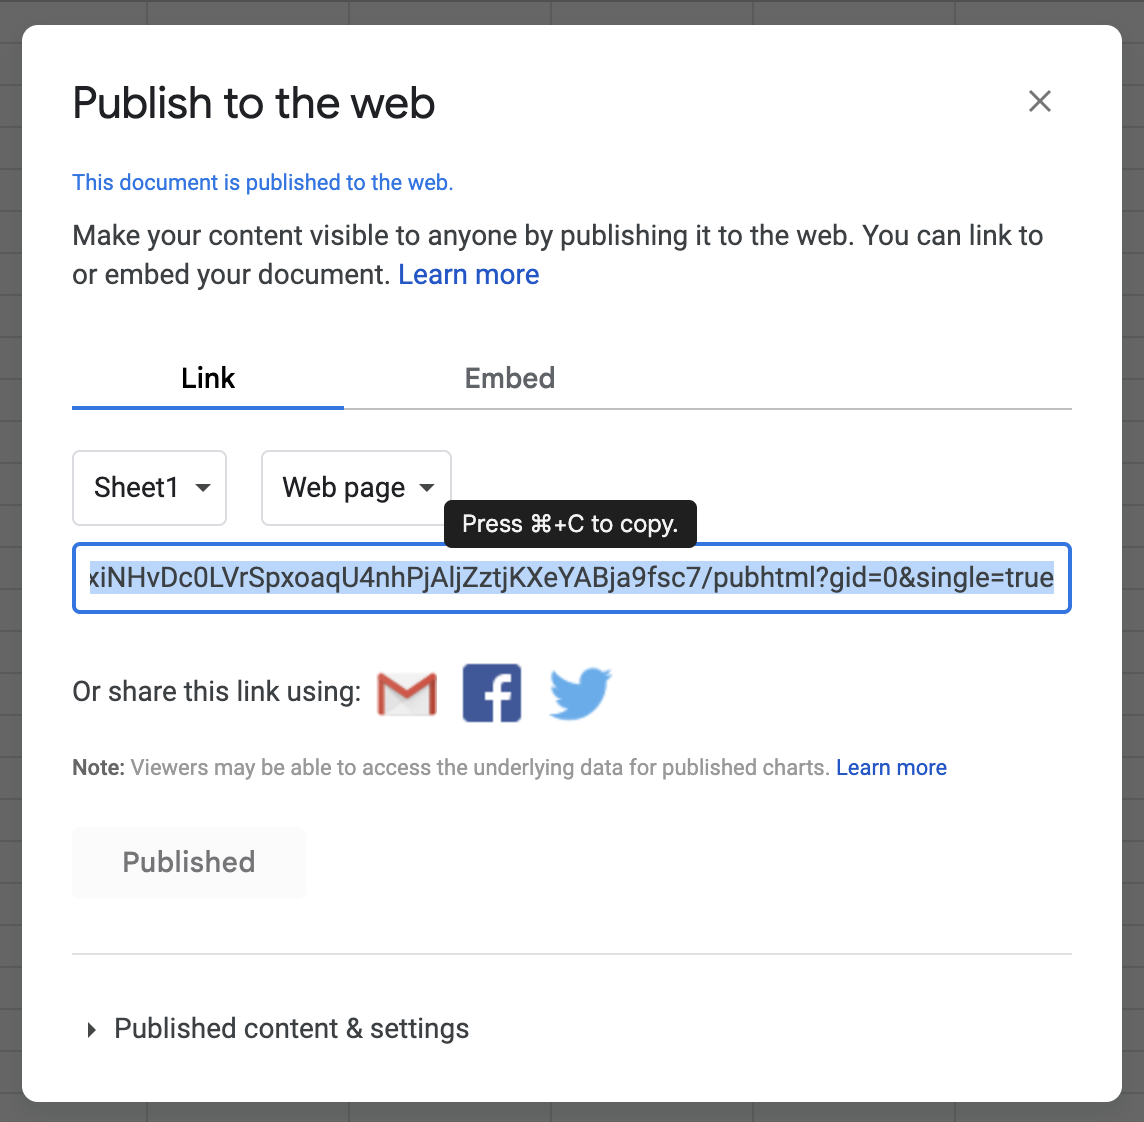 Publish to the web
This document is published to the web.
Make your content visible to anyone by publishing it to the web. You can link to
or embed your document. Learn more
Link Embed
Sheet1 Web page
Press ⌘+C to copy.
xiNHvDc0LVrSpxoaqU4nhPjAljZztjKXeYABja9fsc7/pubhtml?gid=0&single=true
Or share this link using:
Note: Viewers may be able to access the underlying data for published charts. Learn more
Published
Published content & settings